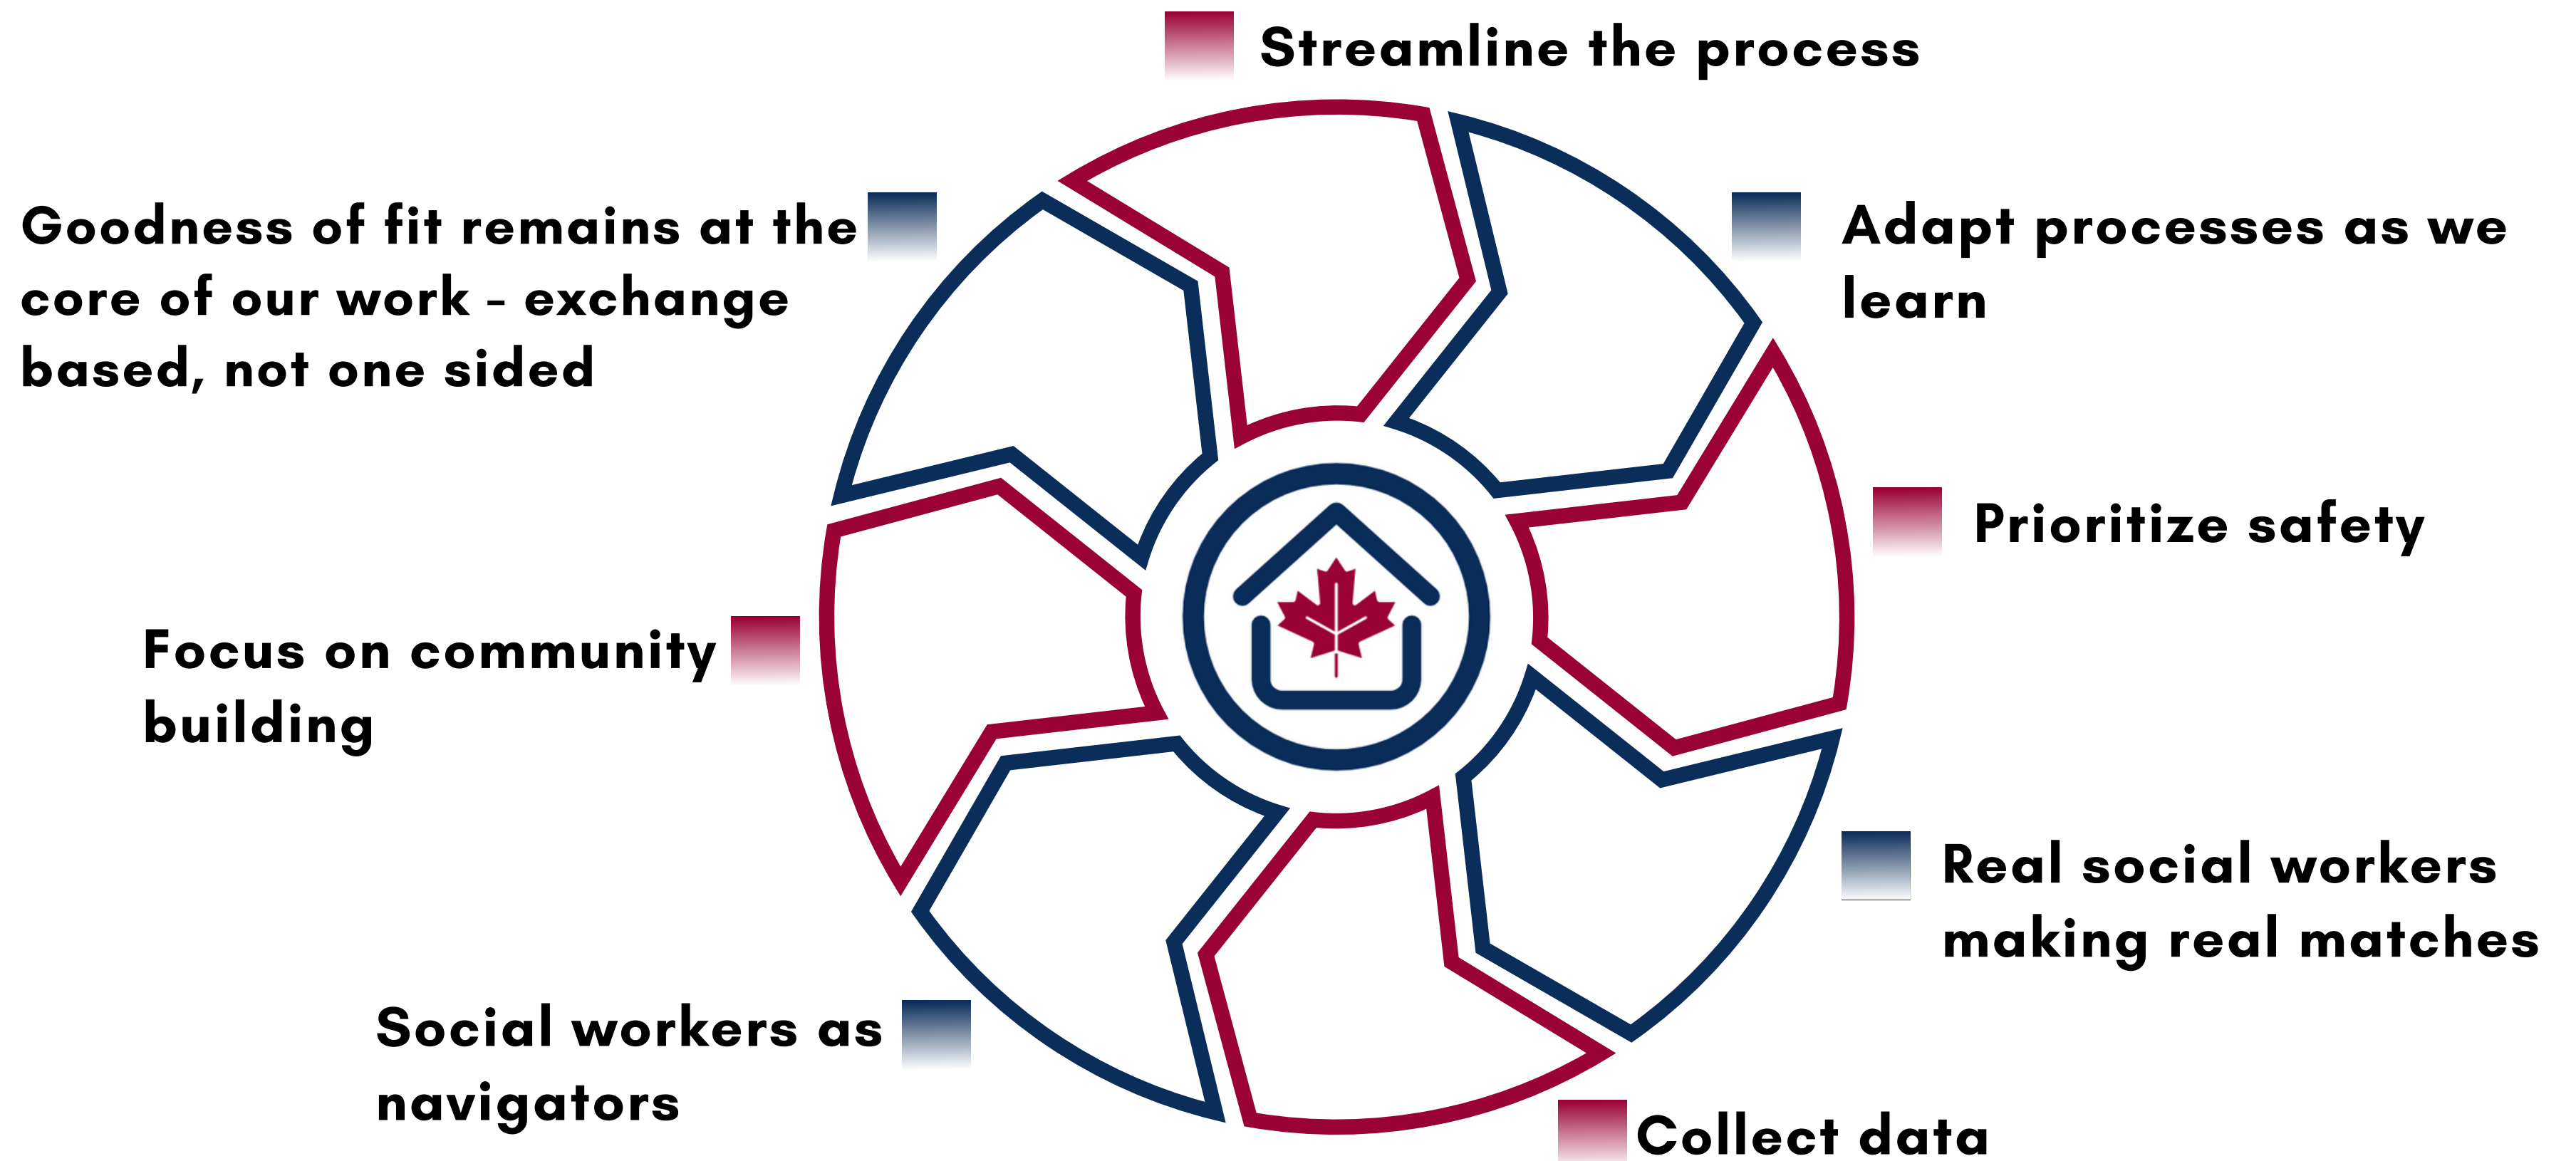 Streamline the process
Adapt processes as we
learn
Prioritize safety
Real social workers
making real matches
Collect data
Social workers as
navigators
Focus on community
building
Goodness of fit remains at the
core of our work - exchange
based, not one sided